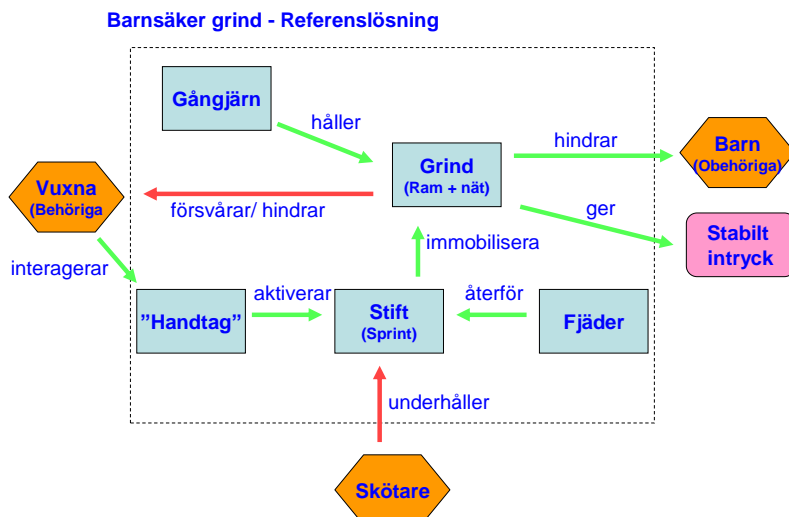 Barnsäker grind - Referenslösning
Gångjärn
håller
hindrar
Barn
(Obehöriga)
Grind
(Ram + nät)
Vuxna
(Behöriga
försvårar/ hindrar
ger
Stabilt
intryck
interagerar
immobilisera
”Handtag”
aktiverar
Stift
(Sprint)
återför
Fjäder
underhåller
Skötare